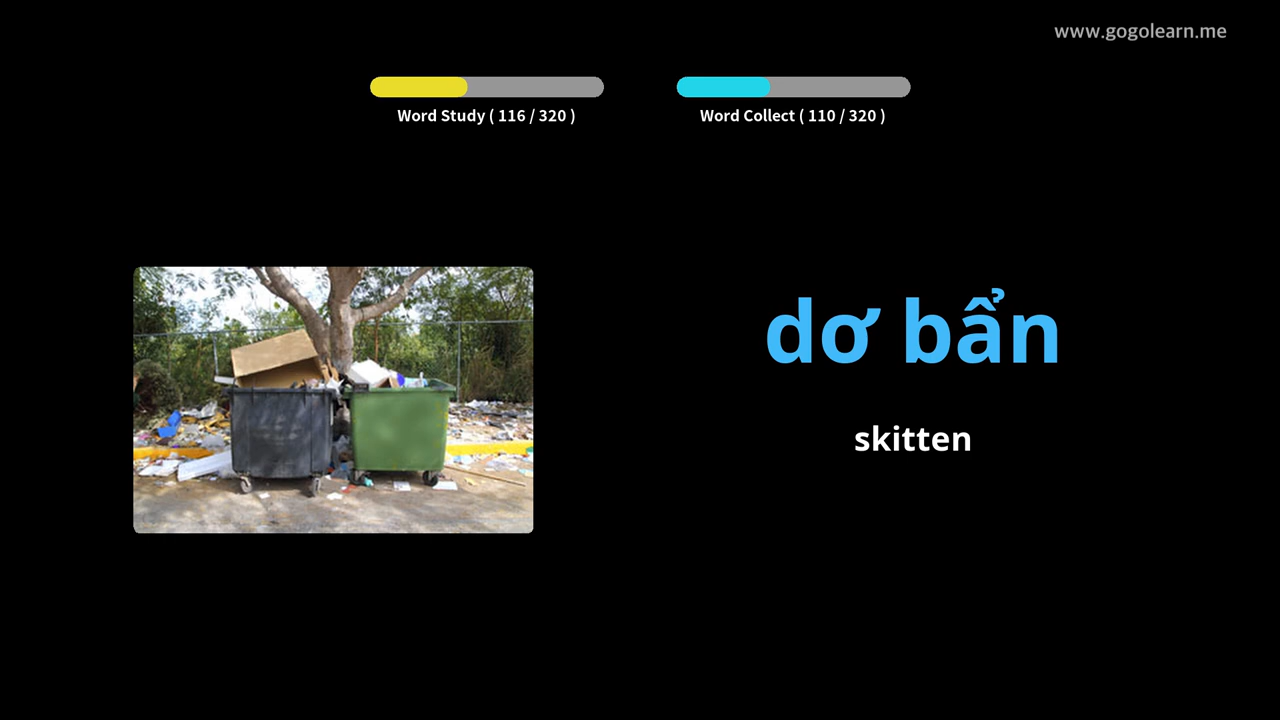 www.gogolearn.me
Word Study ( 116 / 320 )
Word Collect ( 110 / 320 )
dơ bẩn
skitten